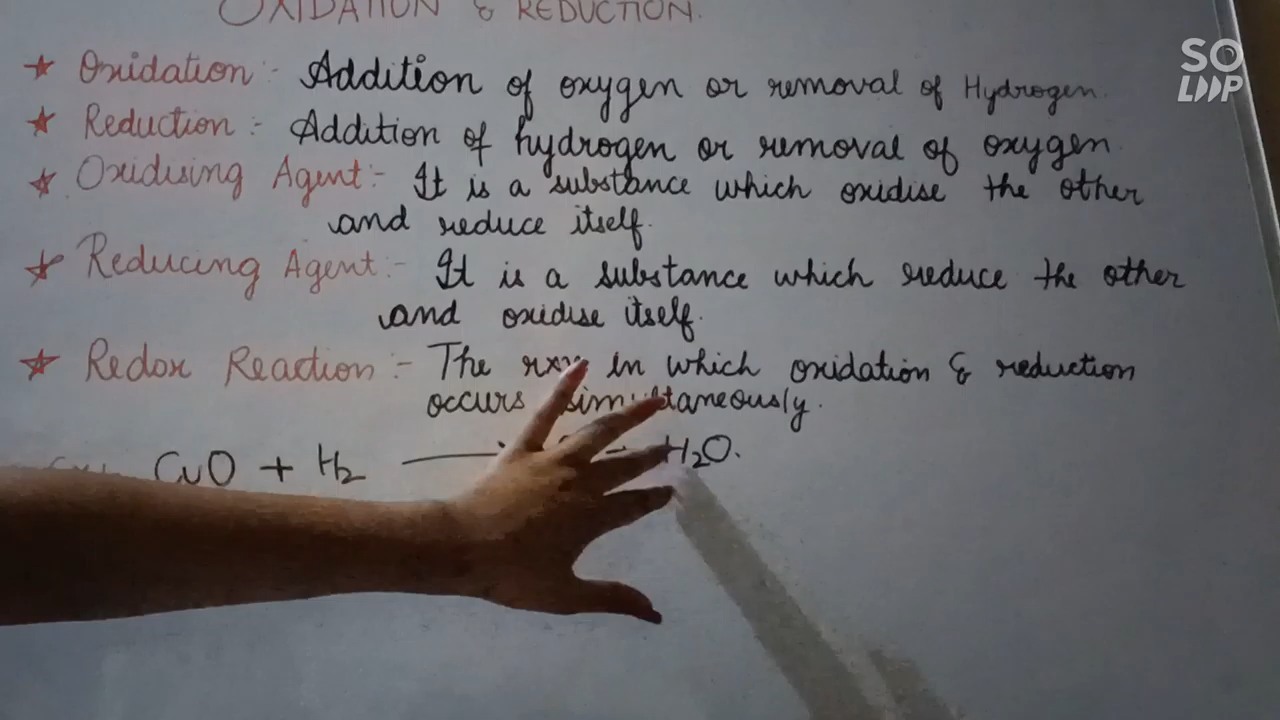 OXIDATION & REDUCTION.
SO
LOOP
★ Oxidation :- Addition of oxygen or removal of Hydrogen.
★ Reduction :- Addition of hydrogen or removal of oxygen
★ Oxidising Agent :- It is a substance which oxidise the other
and reduce itself.
★ Reducing Agent :- It is a substance which reduce the other
and oxidise itself.
★ Redox Reaction :- The rxn in which oxidation & reduction
occurs simultaneously.
CuO + H₂ → H₂O.